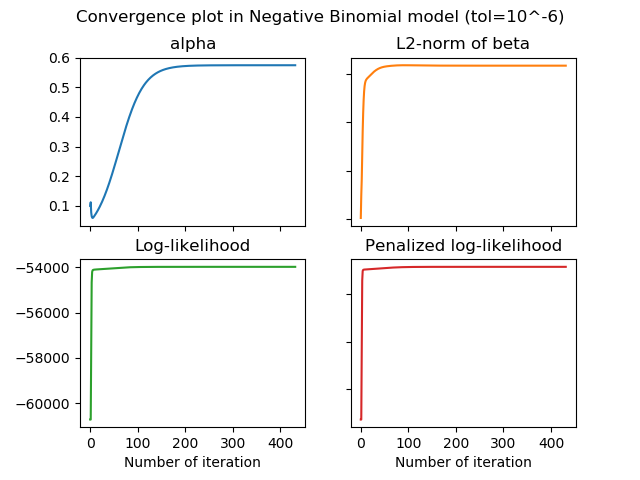 Convergence plot in Negative Binomial model (tol=10^-6)
alpha
L2-norm of beta
0.6
0.5
0.4
0.3
0.2
0.1
Log-likelihood
Penalized log-likelihood
−54000
−56000
−58000
−60000
0 100 200 300 400
0 100 200 300 400
Number of iteration
Number of iteration